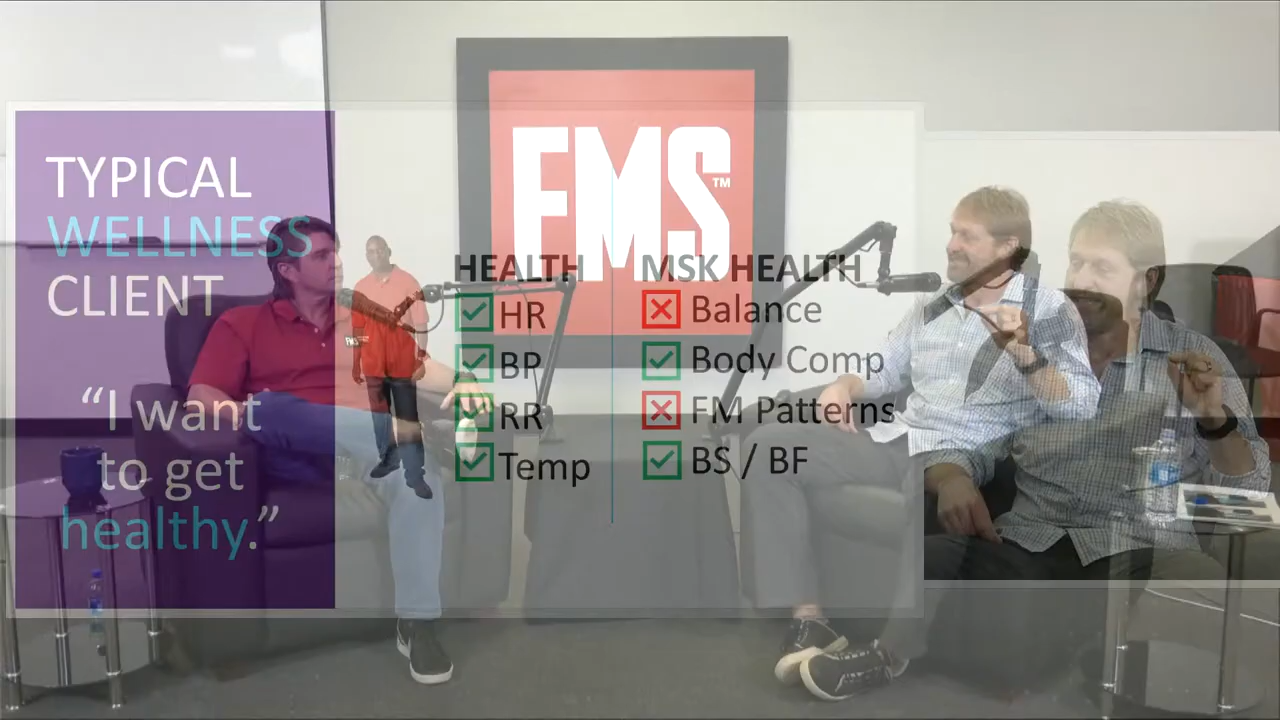 FMS™
TYPICAL
WELLNESS
CLIENT
“I want
to get
healthy.”
HEALTH
HR
BP
RR
Temp
MSK HEALTH
Balance
Body Comp
FM Patterns
BS / BF
FMS